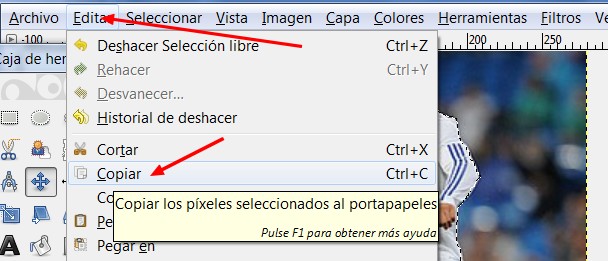 Archivo Editar Seleccionar Vista Imagen Capa Colores Herramientas Filtros
-100 200 250
Caja de her
Deshacer Selección libre Ctrl+Z
Rehacer Ctrl+Y
Desvanecer...
Historial de deshacer
Cortar Ctrl+X
Copiar Ctrl+C
Co
Copiar los píxeles seleccionados al portapapeles
Pulse F1 para obtener más ayuda
Pe
Pegar en